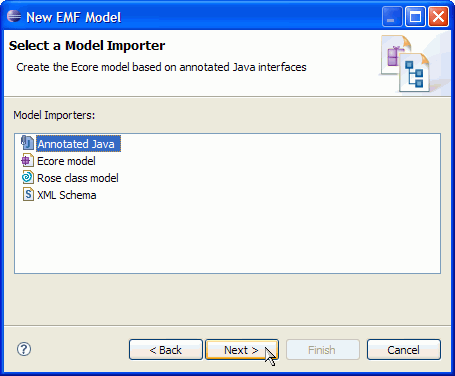 New EMF Model
Select a Model Importer
Create the Ecore model based on annotated Java interfaces
Model Importers:
Annotated Java
Ecore model
Rose class model
XML Schema
< Back
Next >
Finish
Cancel